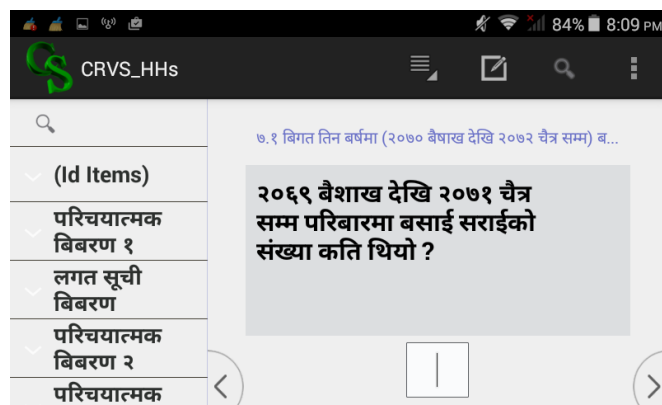 84% 8:09 PM
CRVS_HHs
७.१ बिगत तिन बर्षमा (२०७० बैषाख देखि २०७२ चैत्र सम्म) ब...
(Id Items)
परिचयात्मक
बिबरण १
लगत सूची
बिबरण
परिचयात्मक
बिबरण २
परिचयात्मक
२०६९ बैशाख देखि २०७१ चैत्र
सम्म परिबारमा बसाई सराईको
संख्या कति थियो ?